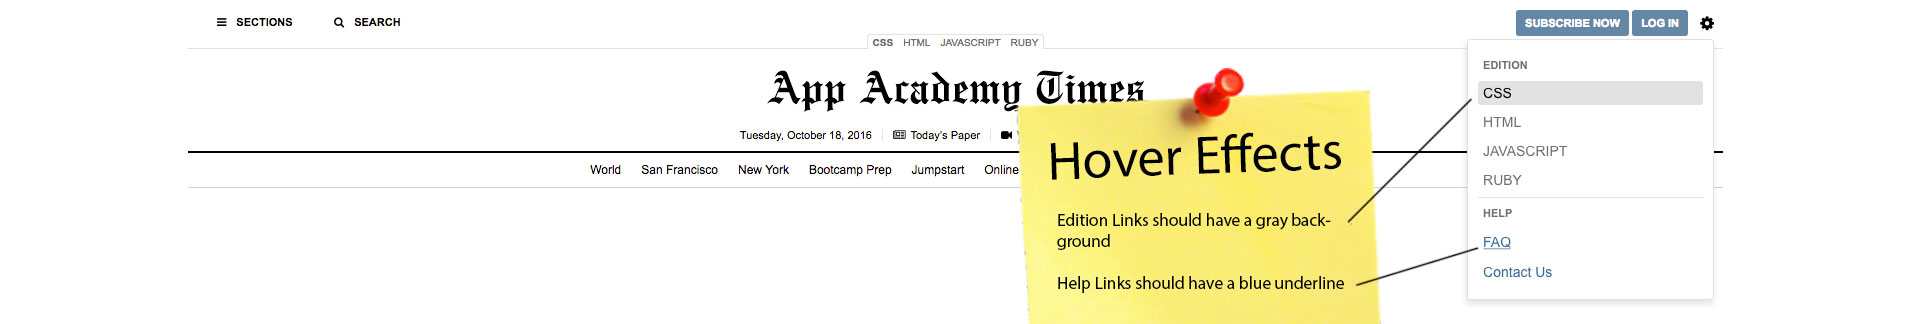 SECTIONS SEARCH SUBSCRIBE NOW LOG IN
CSS HTML JAVASCRIPT RUBY
App Academy Times
Tuesday, October 18, 2016 Today's Paper
World San Francisco New York Bootcamp Prep Jumpstart Online
Hover Effects
Edition Links should have a gray back-
ground
Help Links should have a blue underline
EDITION
CSS
HTML
JAVASCRIPT
RUBY
HELP
FAQ
Contact Us